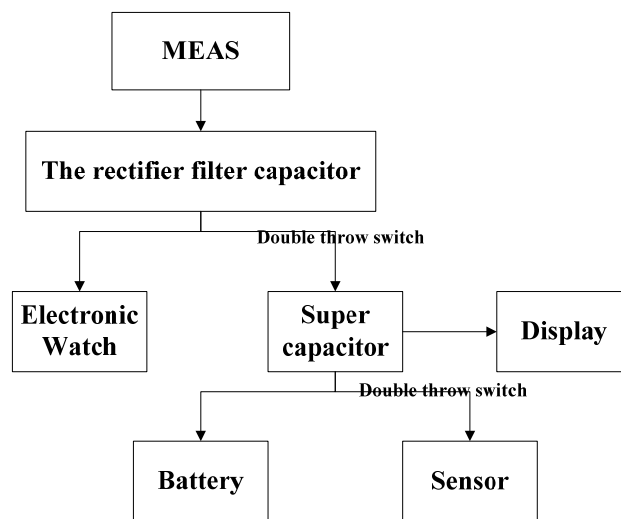 MEAS
The rectifier filter capacitor
Double throw switch
Electronic
Watch
Super
capacitor
Display
Double throw switch
Battery
Sensor